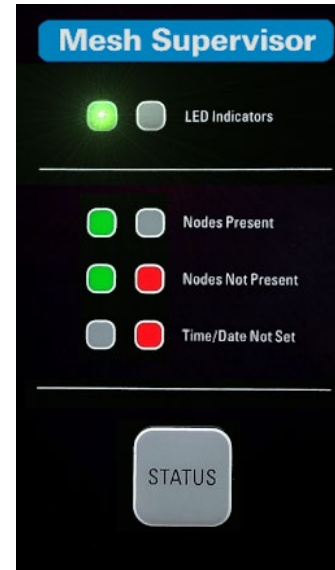 Mesh Supervisor
LED Indicators
Nodes Present
Nodes Not Present
Time/Date Not Set
STATUS